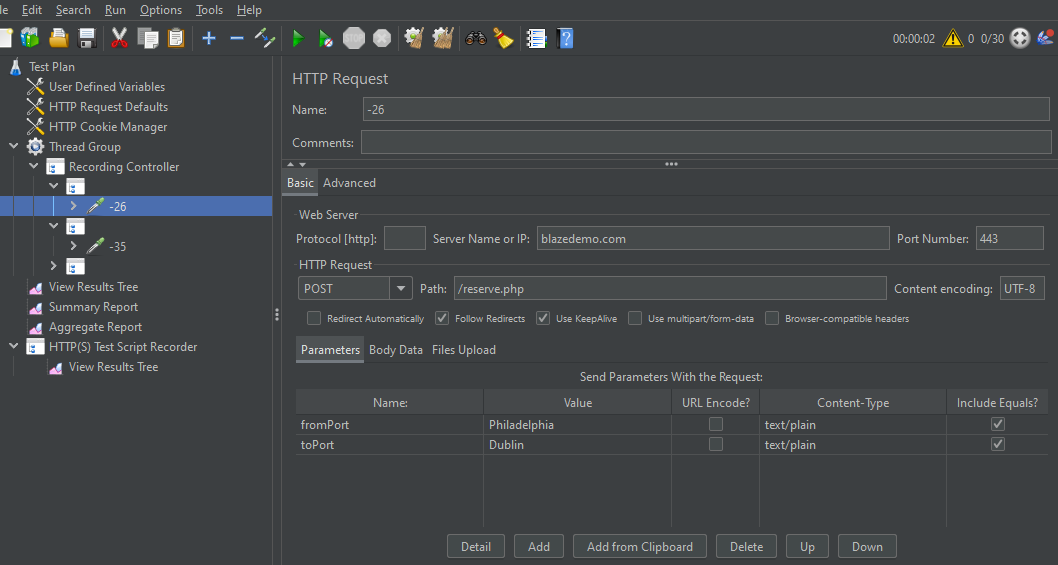 le Edit Search Run Options Tools Help
00:00:02 0 0/30
Test Plan
User Defined Variables
HTTP Request Defaults
HTTP Cookie Manager
Thread Group
Recording Controller
-26
-35
View Results Tree
Summary Report
Aggregate Report
HTTP(S) Test Script Recorder
View Results Tree
HTTP Request
Name: -26
Comments:
Basic Advanced
Web Server
Protocol [http]: Server Name or IP: blazedemo.com Port Number: 443
HTTP Request
POST Path: /reserve.php Content encoding: UTF-8
Redirect Automatically Follow Redirects Use KeepAlive Use multipart/form-data Browser-compatible headers
Parameters Body Data Files Upload
Send Parameters With the Request:
Name: Value URL Encode? Content-Type Include Equals?
fromPort Philadelphia text/plain
toPort Dublin text/plain
Detail Add Add from Clipboard Delete Up Down